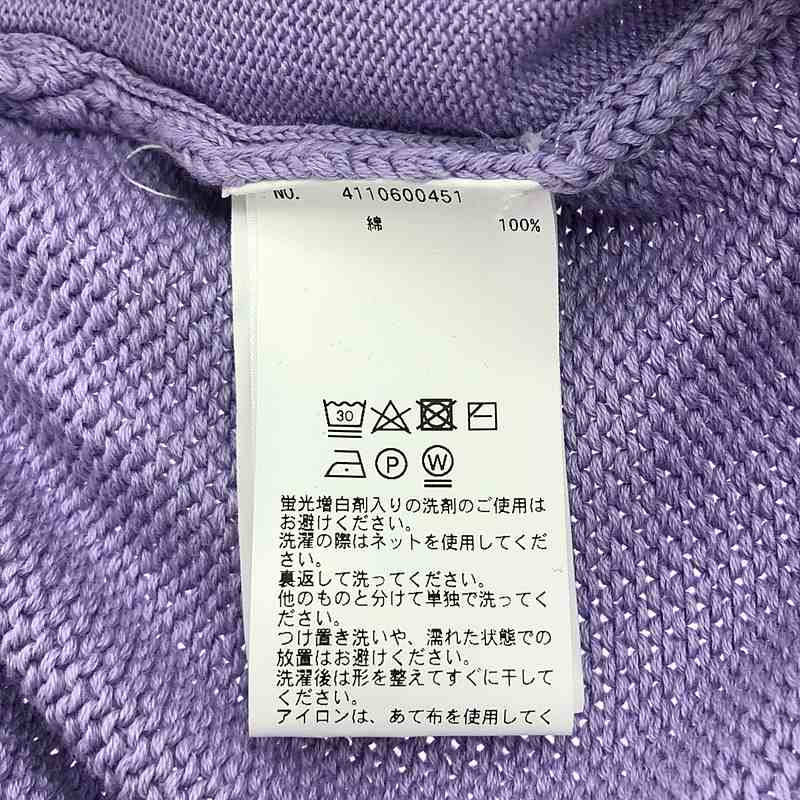 NO. 4110600451
綿 100%
30
P W
蛍光増白剤入りの洗剤のご使用は
お避けください。
洗濯の際はネットを使用してくだ
さい。
裏返して洗ってください。
他のものと分けて単独で洗ってく
ださい。
つけ置き洗いや、濡れた状態での
放置はお避けください。
洗濯後は形を整えてすぐに干して
ください。
アイロンは、あて布を使用してく